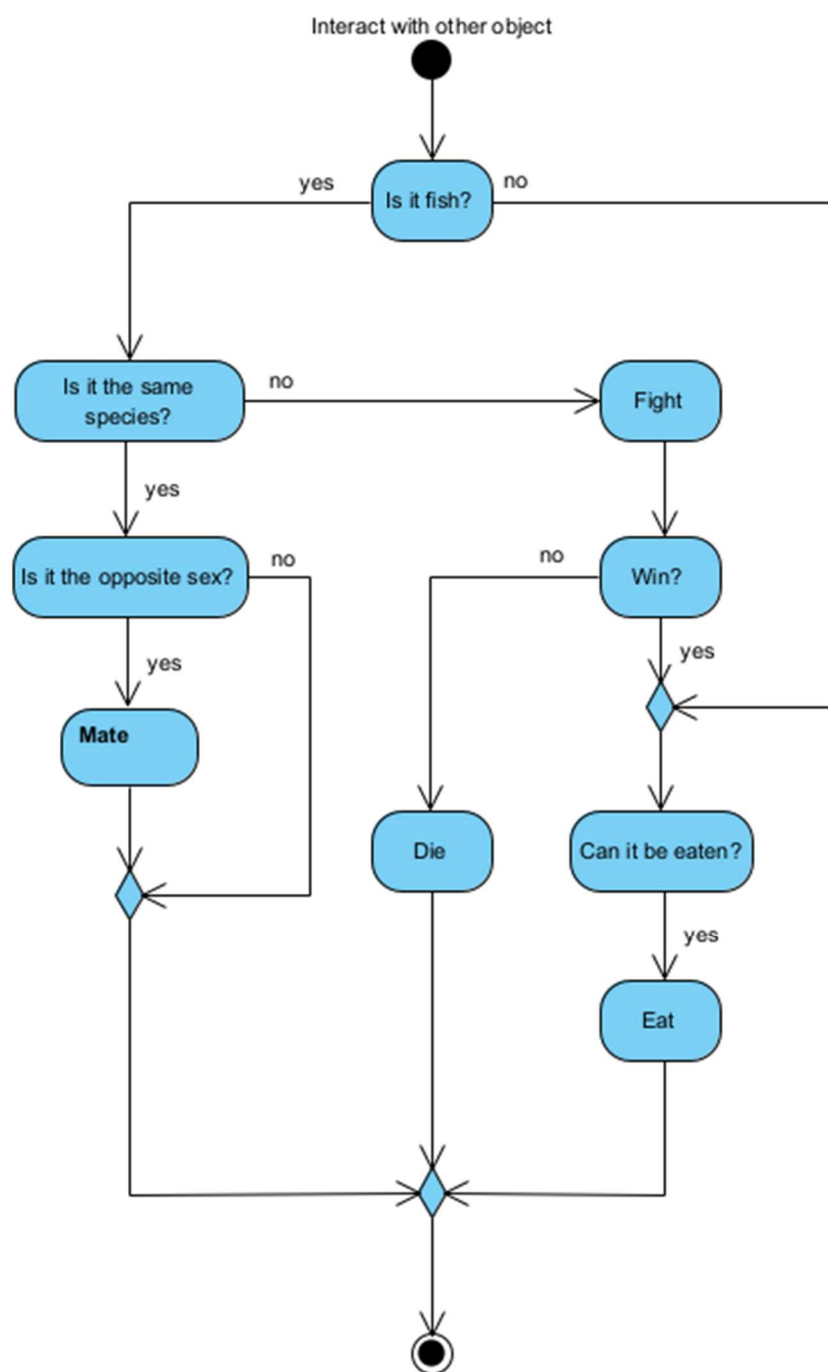 Interact with other object
Is it fish?
yes
no
Is it the same
species?
no
Fight
yes
Is it the opposite sex?
no
no
Win?
yes
yes
Mate
Die
Can it be eaten?
yes
Eat